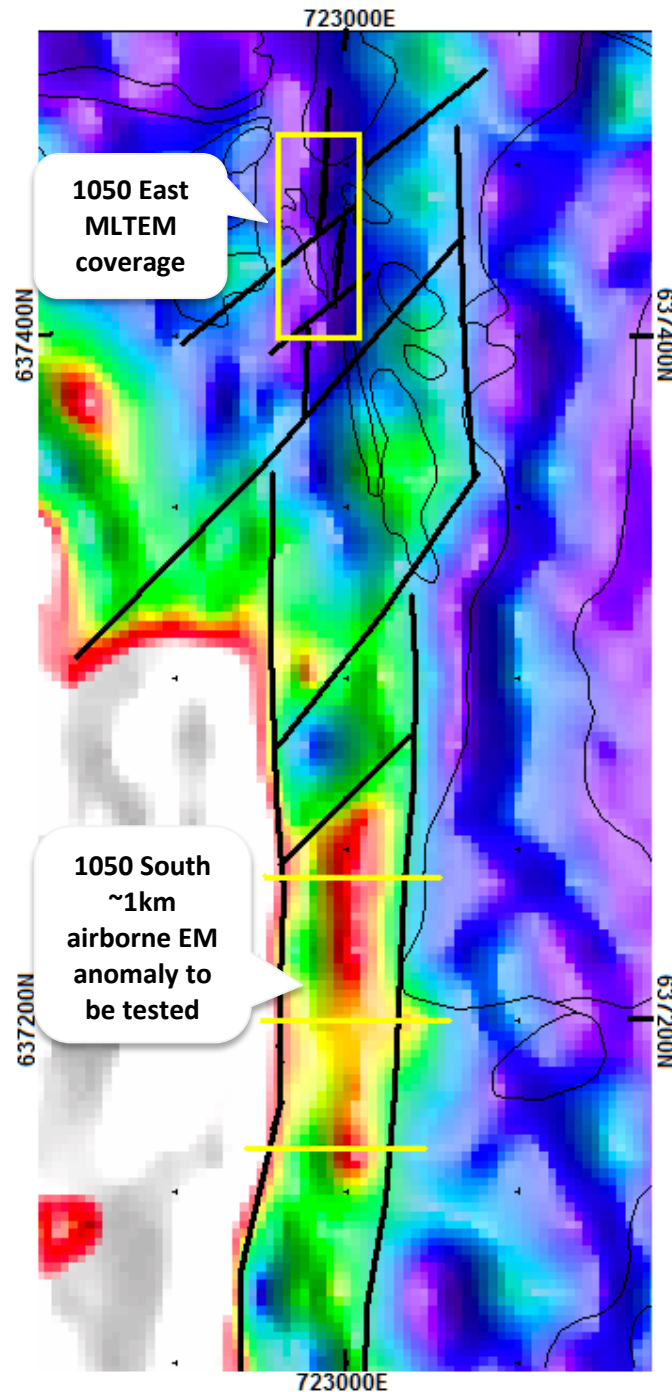 723000E
1050 East
MLTEM
coverage
637400N
637400N
1050 South
~1km
airborne EM
anomaly to
be tested
637200N
637200N
723000E